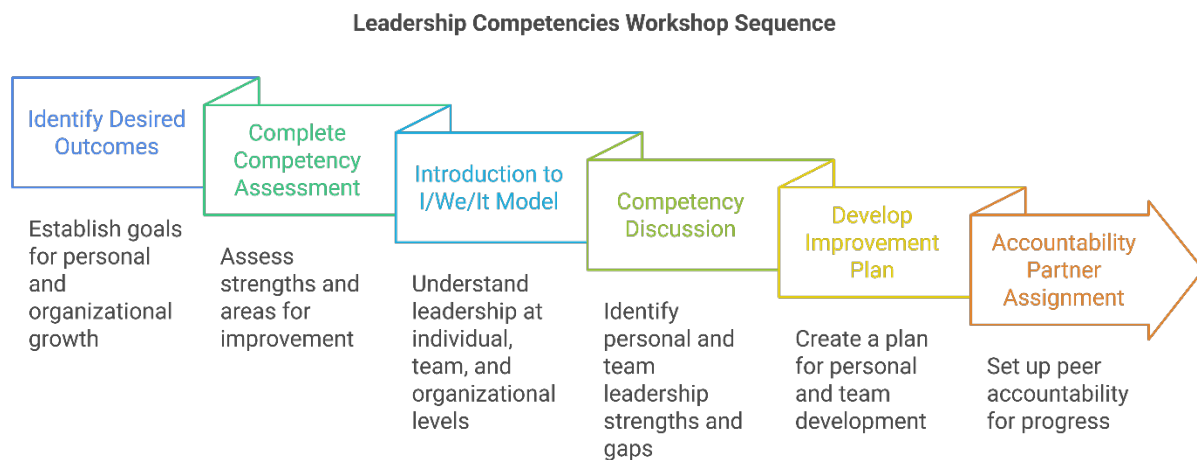 Leadership Competencies Workshop Sequence
Identify Desired
Outcomes
Establish goals
for personal
and
organizational
growth
Complete
Competency
Assessment
Assess
strengths and
areas for
improvement
Introduction to
I/We/It Model
Understand
leadership at
individual,
team, and
organizational
levels
Competency
Discussion
Identify
personal and
team
leadership
strengths and
gaps
Develop
Improvement
Plan
Create a plan
for personal
and team
development
Accountability
Partner
Assignment
Set up peer
accountability
for progress